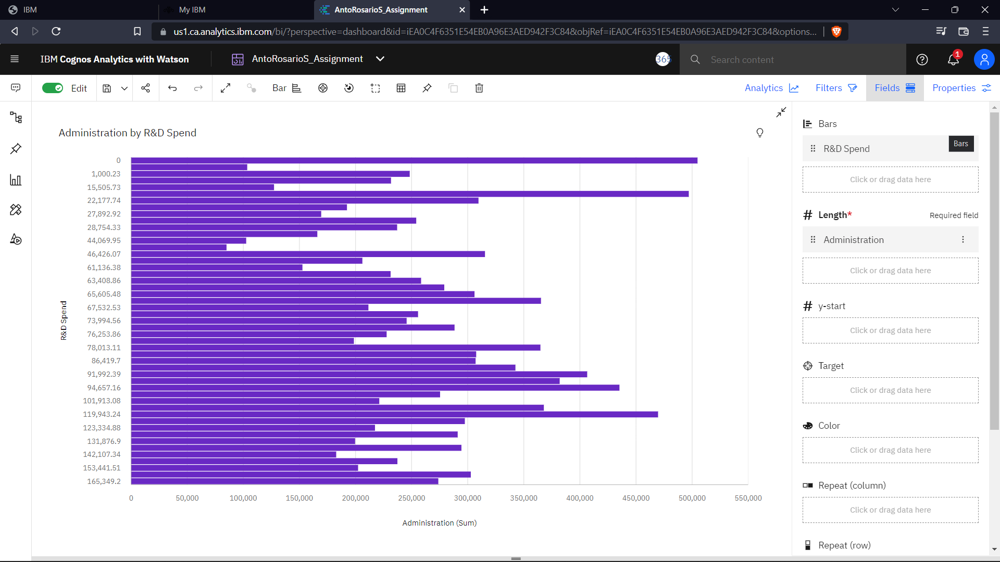 IBM
My IBM
AntoRosarioS_Assignment
us1.ca.analytics.ibm.com/bi/?perspective=dashboard&id=iEA0C4F6351E54EB0A96E3AED942F3C84&objRef=iEA0C4F6351E54EB0A96E3AED942F3C84&options...
IBM Cognos Analytics with Watson
AntoRosarioS_Assignment
365
Search content
1
Edit
Bar
Analytics
Filters
Fields
Properties
Administration by R&D Spend
0
1,000.23
15,505.73
22,177.74
27,892.92
28,754.33
44,069.95
46,426.07
61,136.38
63,408.86
65,605.48
67,532.53
73,994.56
76,253.86
78,013.11
86,419.7
91,992.39
94,657.16
101,913.08
119,943.24
123,334.88
131,876.9
142,107.34
153,441.51
165,349.2
R&D Spend
0 50,000 100,000 150,000 200,000 250,000 300,000 350,000 400,000 450,000 500,000 550,000
Administration (Sum)
Bars
R&D Spend
Bars
Click or drag data here
# Length* Required field
Administration
Click or drag data here
# y-start
Click or drag data here
Target
Click or drag data here
Color
Click or drag data here
Repeat (column)
Click or drag data here
Repeat (row)